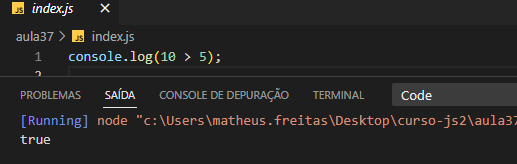 JS index.js ×
aula37 > JS index.js
1 console.log(10 > 5);
2
PROBLEMAS SAÍDA CONSOLE DE DEPURAÇÃO TERMINAL Code
[Running] node "c:\Users\matheus.freitas\Desktop\curso-js2\aula37
true